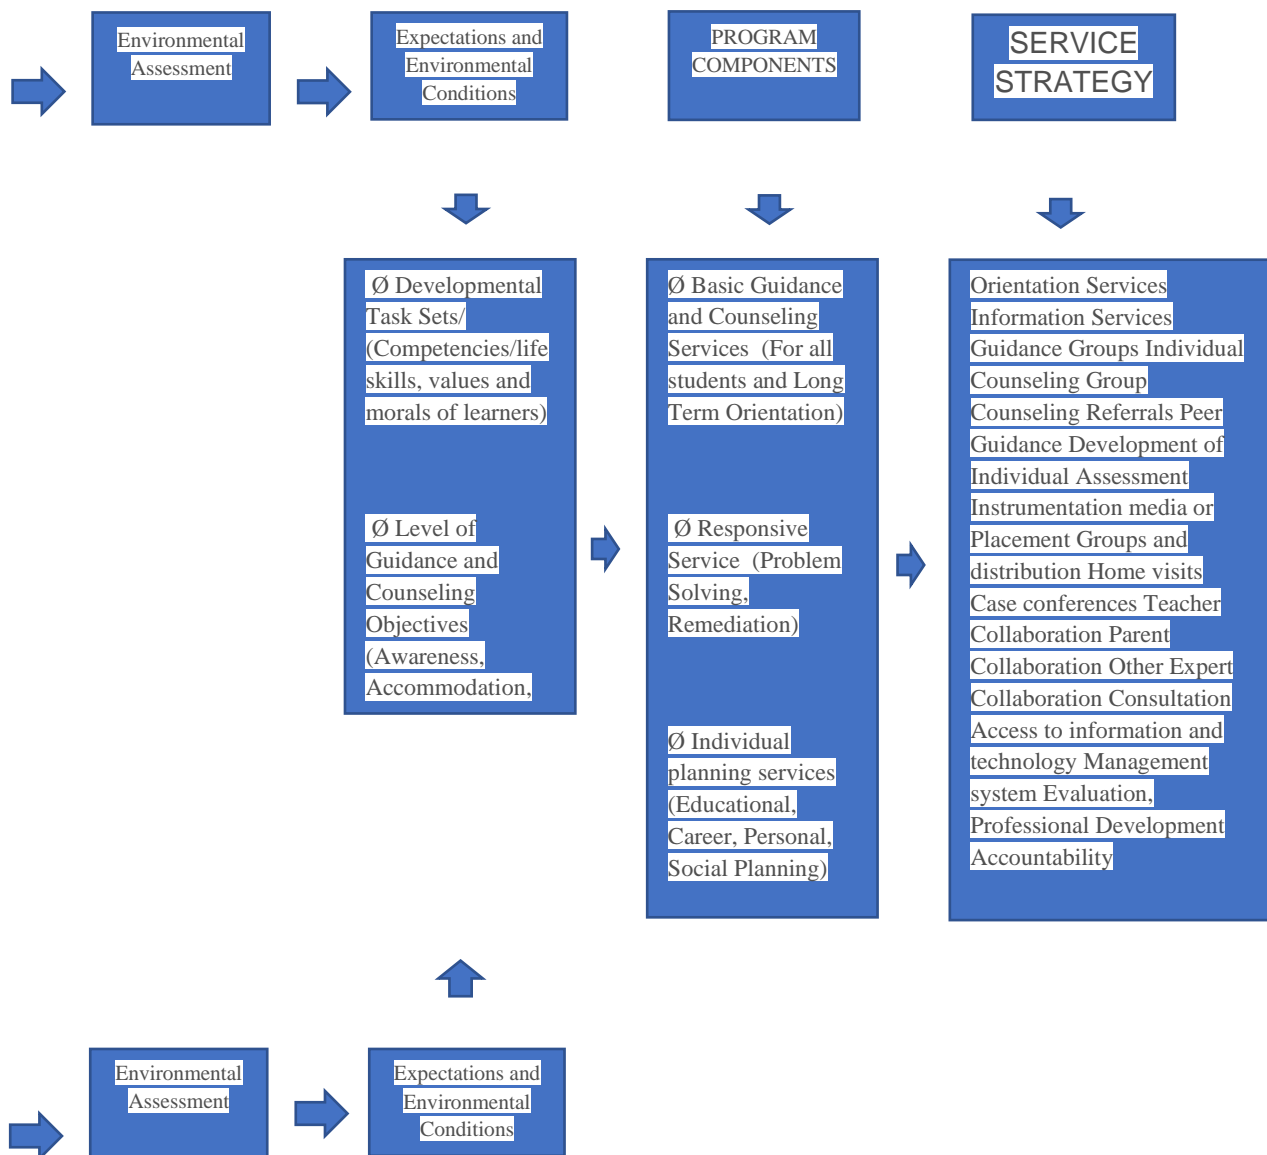 Environmental
Assessment
Expectations and
Environmental
Conditions
PROGRAM
COMPONENTS
SERVICE
STRATEGY
Ø Developmental
Task Sets/
(Competencies/life
skills, values and
morals of learners)
Ø Level of
Guidance and
Counseling
Objectives
(Awareness,
Accommodation,
Ø Basic Guidance
and Counseling
Services (For all
students and Long
Term Orientation)
Ø Responsive
Service (Problem
Solving,
Remediation)
Ø Individual
planning services
(Educational,
Career, Personal,
Social Planning)
Orientation Services
Information Services
Guidance Groups Individual
Counseling Group
Counseling Referrals Peer
Guidance Development of
Individual Assessment
Instrumentation media or
Placement Groups and
distribution Home visits
Case conferences Teacher
Collaboration Parent
Collaboration Other Expert
Collaboration Consultation
Access to information and
technology Management
system Evaluation,
Professional Development
Accountability
Environmental
Assessment
Expectations and
Environmental
Conditions